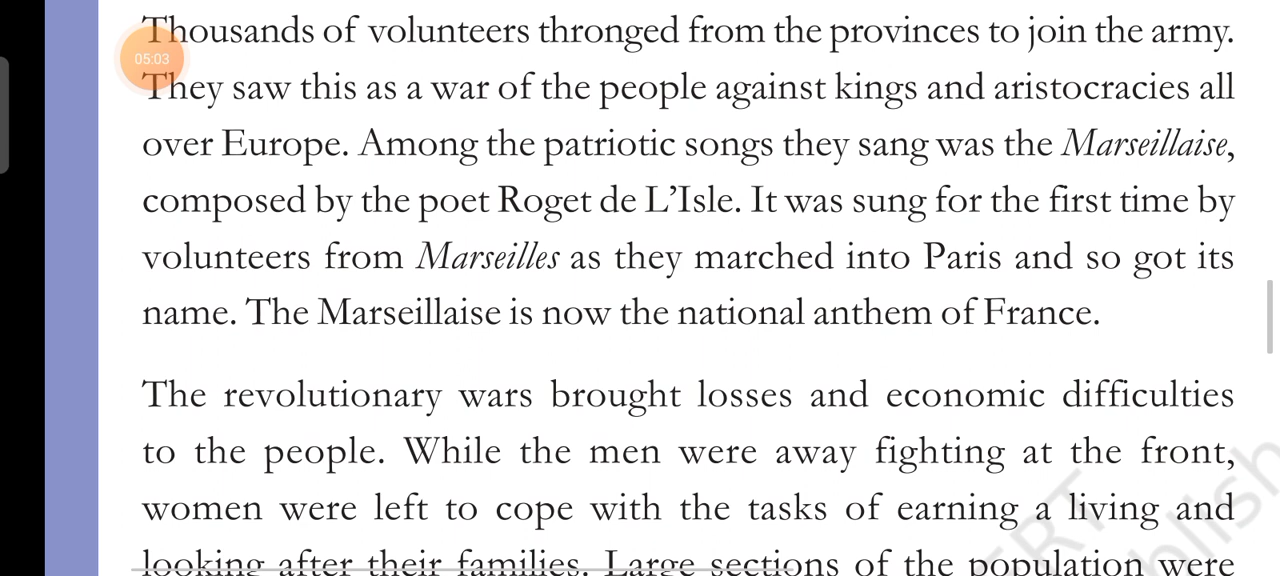 Thousands of volunteers thronged from the provinces to join the army.
05:03
They saw this as a war of the people against kings and aristocracies all
over Europe. Among the patriotic songs they sang was the Marseillaise,
composed by the poet Roget de L’Isle. It was sung for the first time by
volunteers from Marseilles as they marched into Paris and so got its
name. The Marseillaise is now the national anthem of France.
The revolutionary wars brought losses and economic difficulties
to the people. While the men were away fighting at the front,
women were left to cope with the tasks of earning a living and
looking after their families. Large sections of the population were